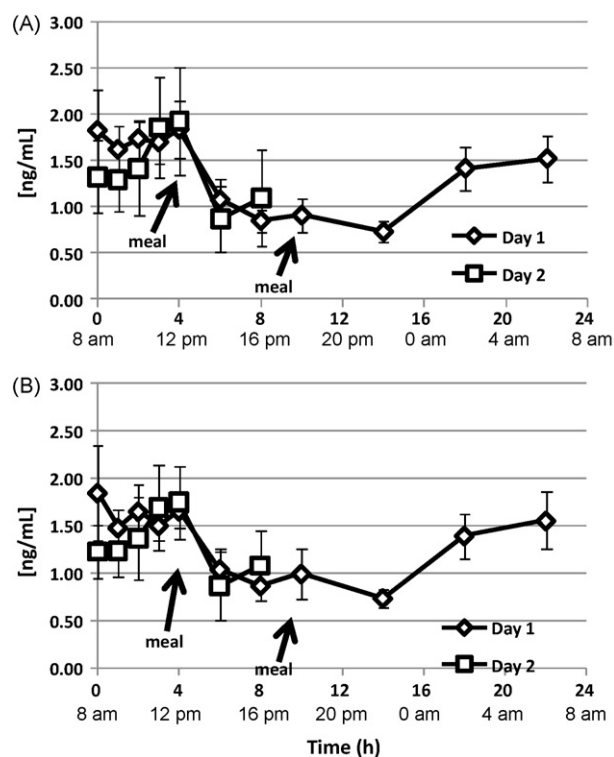 (A)
3.00
2.50
2.00
1.50
1.00
0.50
0.00
[ng/mL]
meal
meal
Day 1
Day 2
0 4 8 12 16 20 24
8 am 12 pm 16 pm 20 pm 0 am 4 am 8 am
(B)
3.00
2.50
2.00
1.50
1.00
0.50
0.00
[ng/mL]
meal
meal
Day 1
Day 2
0 4 8 12 16 20 24
8 am 12 pm 16 pm 20 pm 0 am 4 am 8 am
Time (h)